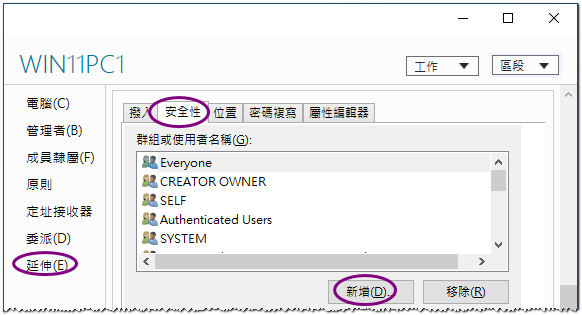 WIN11PC1
工作
區段
電腦(C)
管理者(B)
成員隸屬(F)
原則
定址接收器
委派(D)
延伸(E)
撥入 安全性 位置 密碼複寫 屬性編輯器
群組或使用者名稱(G):
Everyone
CREATOR OWNER
SELF
Authenticated Users
SYSTEM
新增(D)...
移除(R)